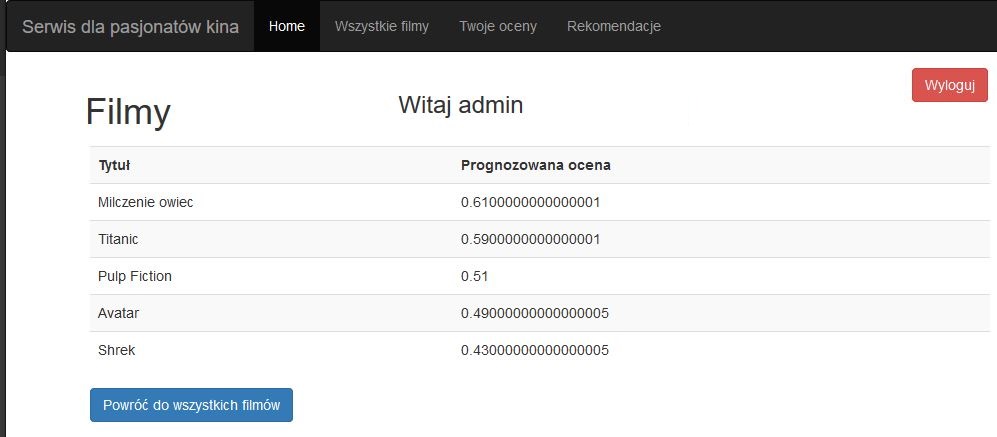 Serwis dla pasjonatów kina Home Wszystkie filmy Twoje oceny Rekomendacje
Wyloguj
Filmy Witaj admin
Tytuł Prognozowana ocena
Milczenie owiec 0.6100000000000001
Titanic 0.5900000000000001
Pulp Fiction 0.51
Avatar 0.49000000000000005
Shrek 0.43000000000000005
Powróć do wszystkich filmów